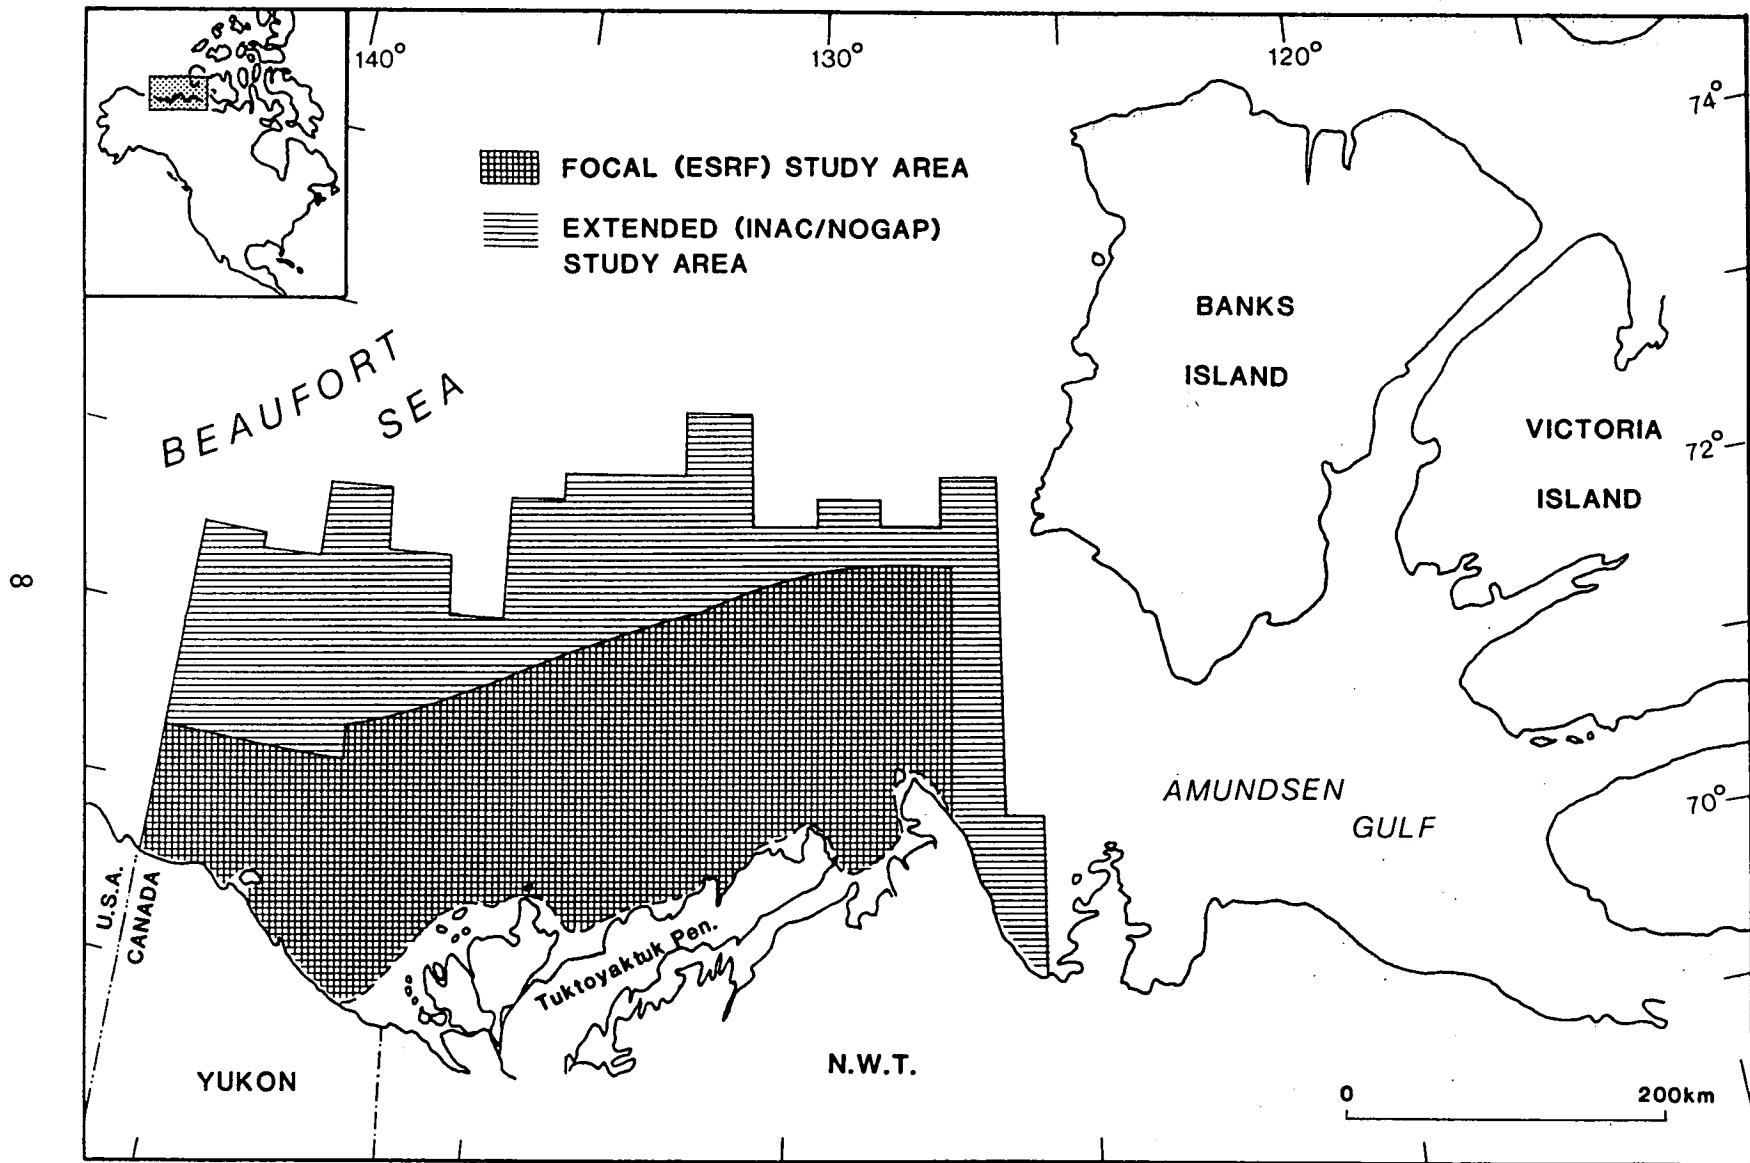 140°
130°
120°
74°
FOCAL (ESRF) STUDY AREA
EXTENDED (INAC/NOGAP)
STUDY AREA
BANKS
ISLAND
BEAUFORT
SEA
VICTORIA
ISLAND
72°
8
AMUNDSEN
GULF
70°
U.S.A.
CANADA
Tuktoyaktuk Pen.
YUKON
N.W.T.
0 200km